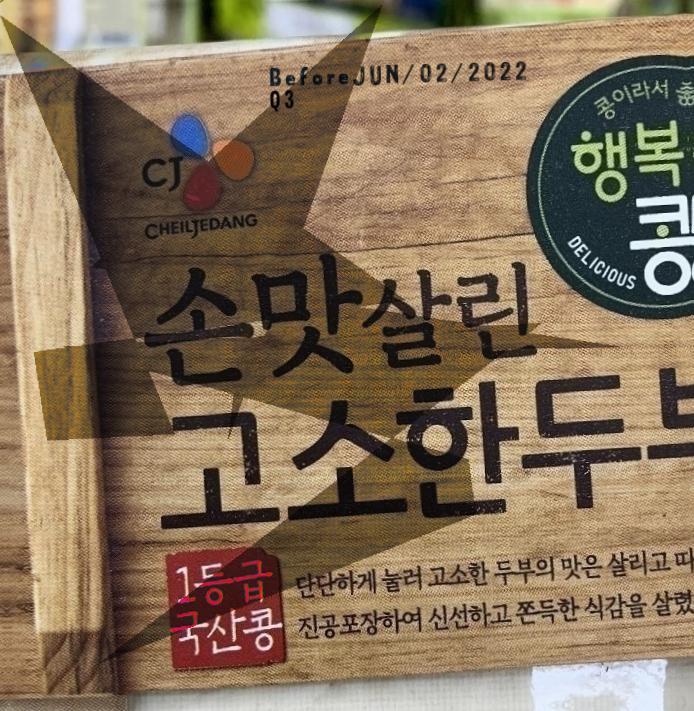 BeforeJUN/02/2022
Q3
CJ
CHEILJEDANG
콩이라서
행복
콩
DELICIOUS
손맛살린
고소한두부
1등급
국산콩
단단하게 눌러 고소한 두부의 맛은 살리고
진공포장하여 신선하고 쫀득한 식감을